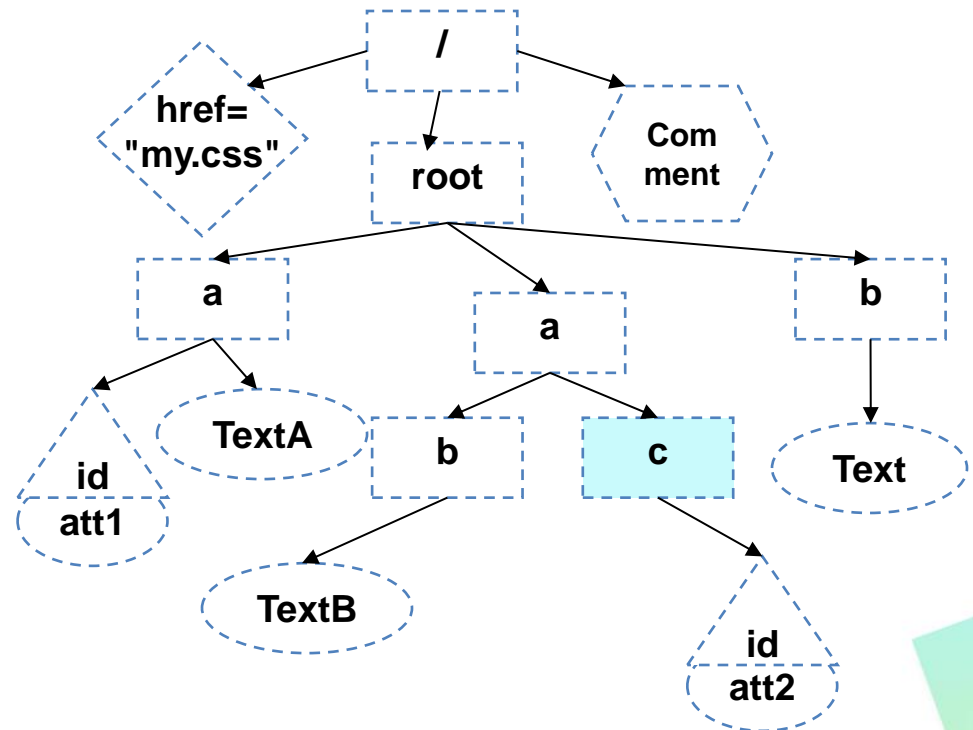 /
href=
"my.css"
Com
ment
root
a
a
b
id
att1
TextA
b
c
Text
TextB
id
att2